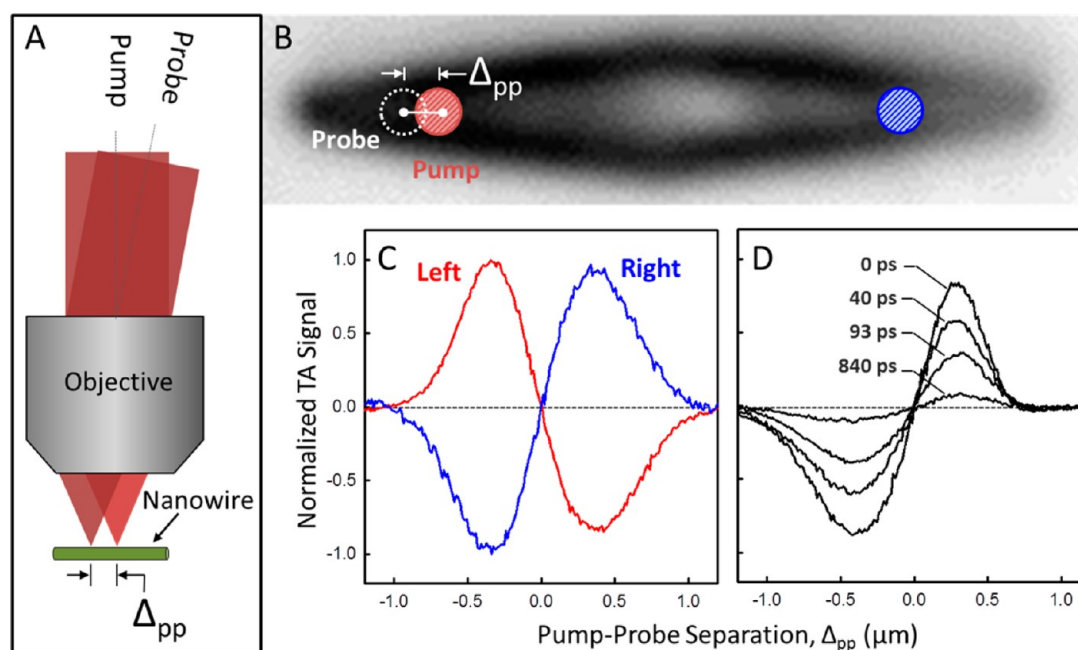 A
Pump
Probe
Objective
Nanowire
Δpp
B
Δpp
Probe
Pump
C
Left
Right
Normalized TA Signal
1.0
0.5
0.0
-0.5
-1.0
-1.0 -0.5 0.0 0.5 1.0
D
0 ps
40 ps
93 ps
840 ps
-1.0 -0.5 0.0 0.5 1.0
Pump-Probe Separation, Δpp (μm)